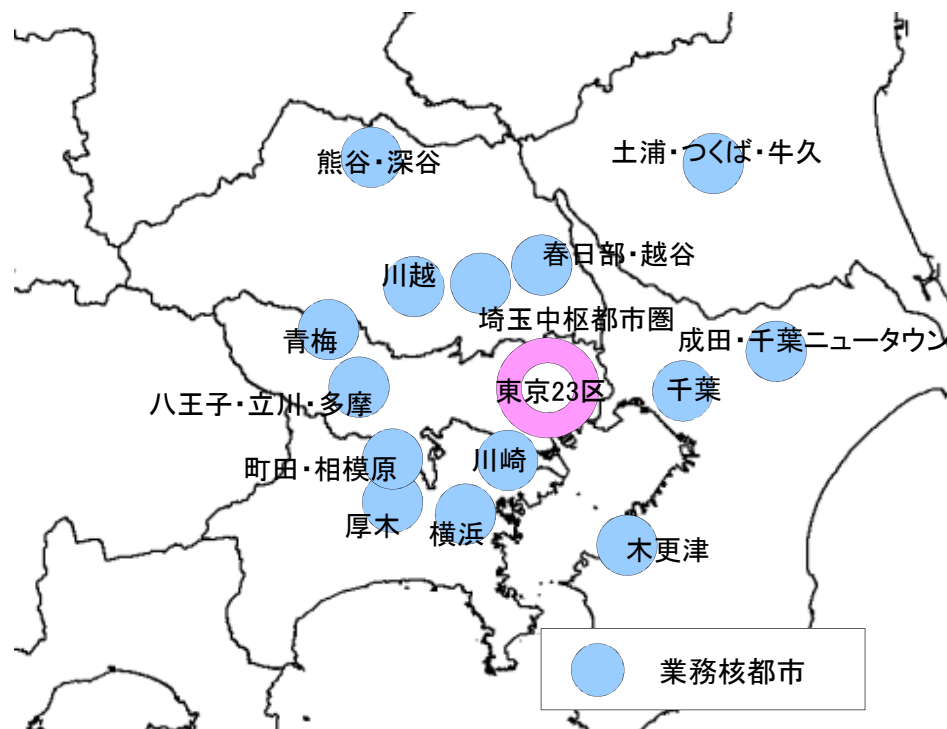 熊谷・深谷
土浦・つくば・牛久
春日部・越谷
川越
埼玉中枢都市圏
青梅
成田・千葉ニュータウン
東京23区
千葉
八王子・立川・多摩
川崎
町田・相模原
厚木
横浜
木更津
業務核都市